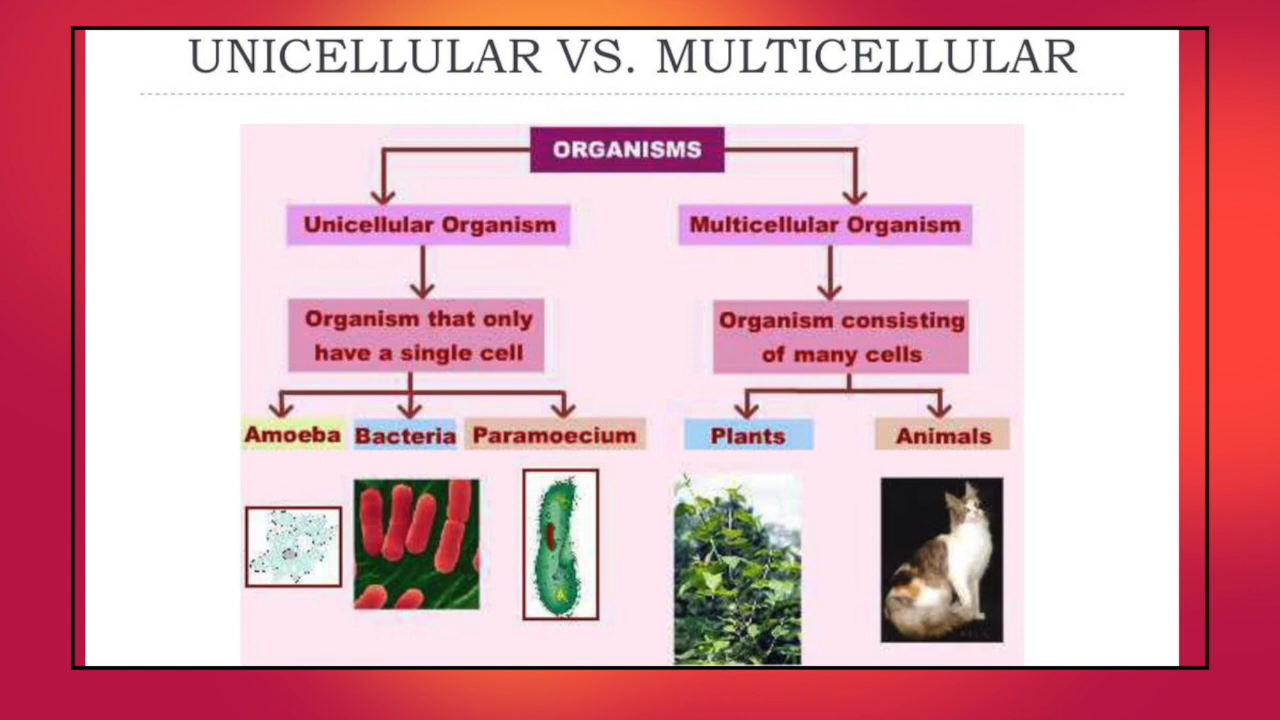 UNICELLULAR VS. MULTICELLULAR
ORGANISMS
Unicellular Organism
Multicellular Organism
Organism that only
have a single cell
Organism consisting
of many cells
Amoeba
Bacteria
Paramoecium
Plants
Animals